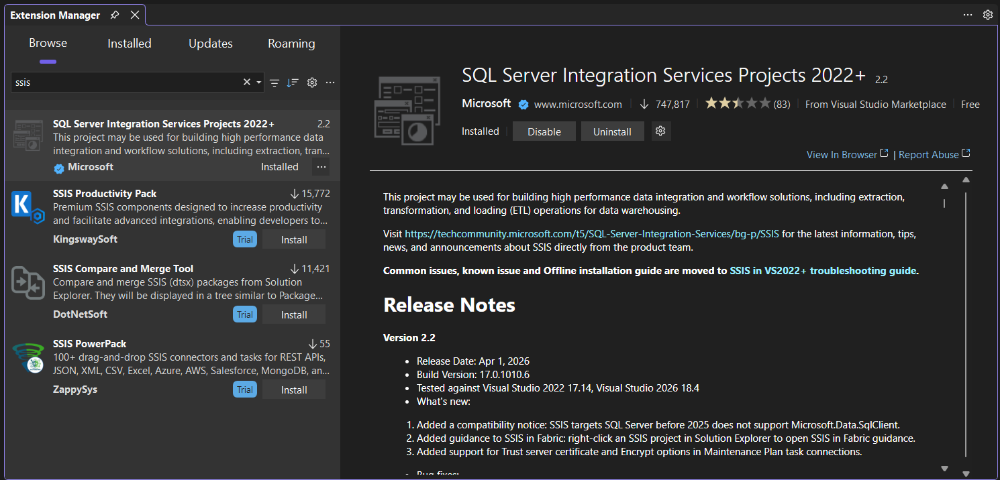 Extension Manager
Browse
Installed
Updates
Roaming
ssis
SQL Server Integration Services Projects 2022+ 2.2
This project may be used for building high performance data
integration and workflow solutions, including extraction, tran...
Microsoft
Installed
SSIS Productivity Pack 15,772
Premium SSIS components designed to increase productivity
and facilitate advanced integrations, enabling developers to...
KingswaySoft Trial Install
SSIS Compare and Merge Tool 11,421
Compare and merge SSIS (dtsx) packages from Solution
Explorer. They will be displayed in a tree similar to Package...
DotNetSoft Trial Install
SSIS PowerPack 55
100+ drag-and-drop SSIS connectors and tasks for REST APIs,
JSON, XML, CSV, Excel, Azure, AWS, Salesforce, MongoDB, an...
ZappySys Trial Install
SQL Server Integration Services Projects 2022+ 2.2
Microsoft www.microsoft.com 747,817 (83) From Visual Studio Marketplace Free
Installed Disable Uninstall
View In Browser | Report Abuse
This project may be used for building high performance data integration and workflow solutions, including extraction,
transformation, and loading (ETL) operations for data warehousing.
Visit https://techcommunity.microsoft.com/t5/SQL-Server-Integration-Services/bg-p/SSIS for the latest information, tips,
news, and announcements about SSIS directly from the product team.
Common issues, known issue and Offline installation guide are moved to SSIS in VS2022+ troubleshooting guide.
Release Notes
Version 2.2
• Release Date: Apr 1, 2026
• Build Version: 17.0.1010.6
• Tested against Visual Studio 2022 17.14, Visual Studio 2026 18.4
• What's new:
1. Added a compatibility notice: SSIS targets SQL Server before 2025 does not support Microsoft.Data.SqlClient.
2. Added guidance to SSIS in Fabric: right-click an SSIS project in Solution Explorer to open SSIS in Fabric guidance.
3. Added support for Trust server certificate and Encrypt options in Maintenance Plan task connections.
• Bug fixes: